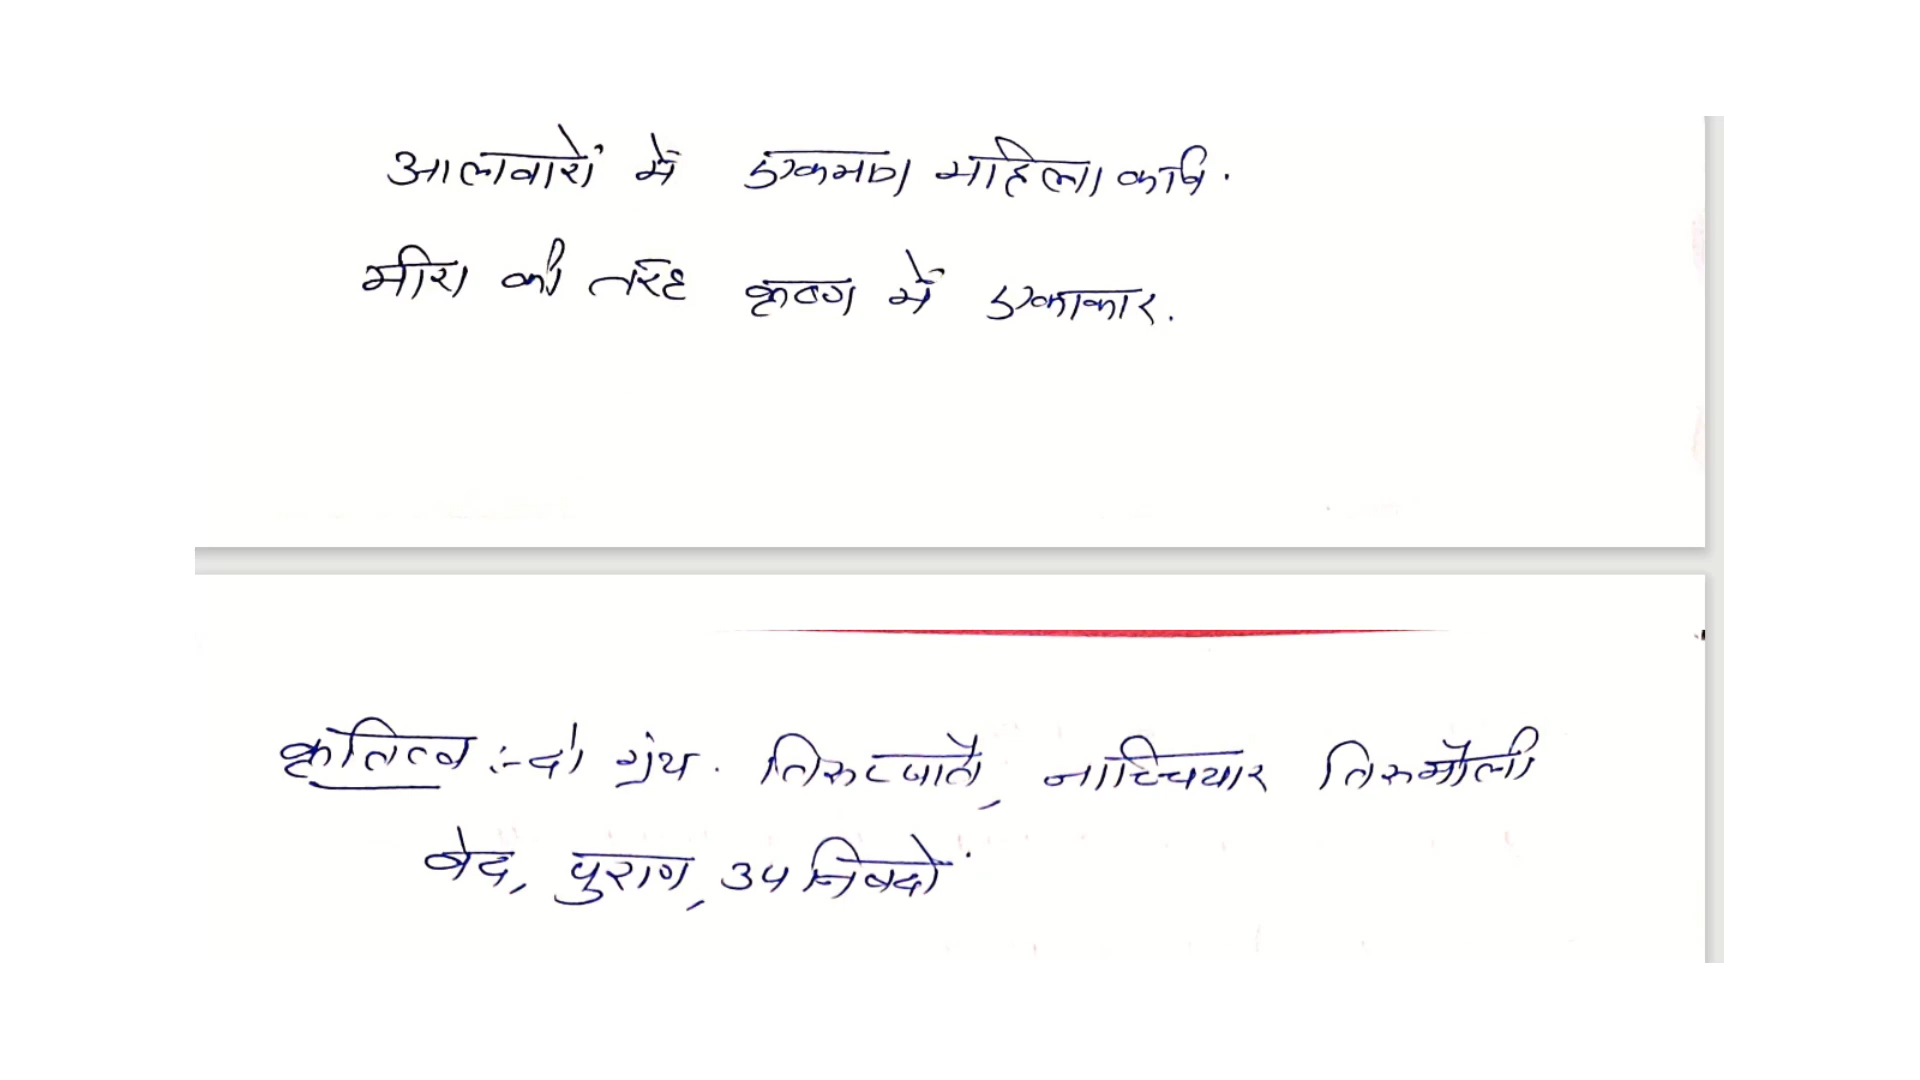 आलवारों में एकमात्र महिला कवि.
मीरा की तरह कृष्ण में एकाकार.
कृतित्व :- दो ग्रंथ. तिरुप्पावै, नाच्चियार तिरुमौली
वेद, पुराण, उपनिषदों